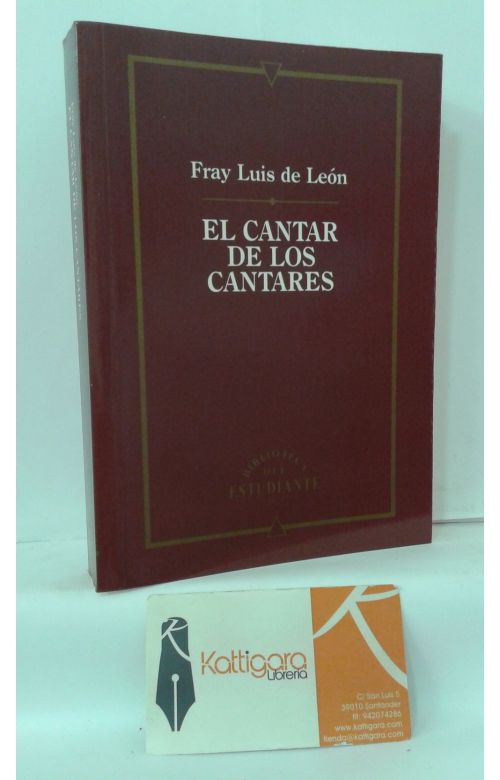 Fray Luis de León
EL CANTAR
DE LOS
CANTARES
BIBLIOTECA
DEL
ESTUDIANTE
Kattigara
Librería
C/ San Luis 5
39010 Santander
tlf: 942074286
www.kattigara.com
tienda@kattigara.com